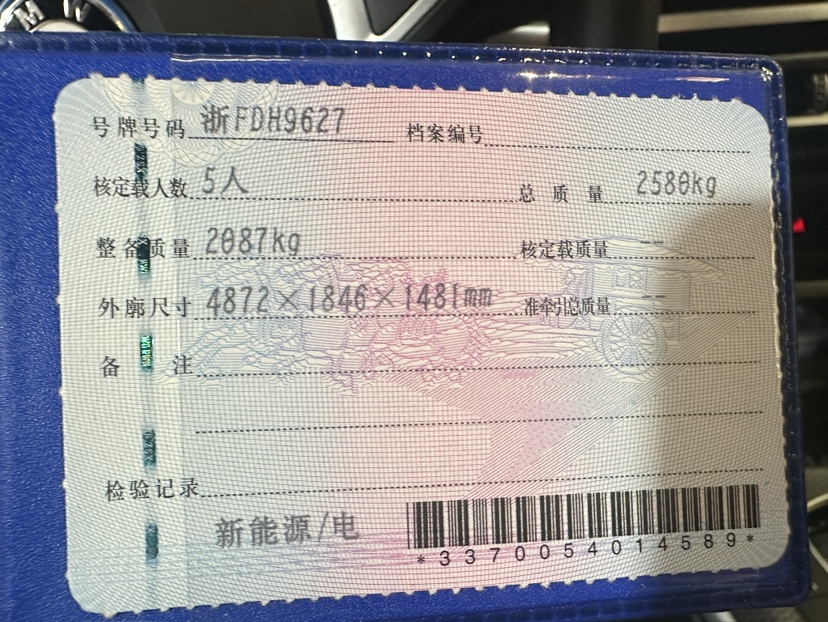 M W
号牌号码 浙FDH9627 档案编号
核定载人数 5人 总质量 2580kg
整备质量 2087kg 核定载质量 --
外廓尺寸 4872×1846×1481mm 准牵引总质量 --
备注
检验记录
新能源/电
*3370054014589*